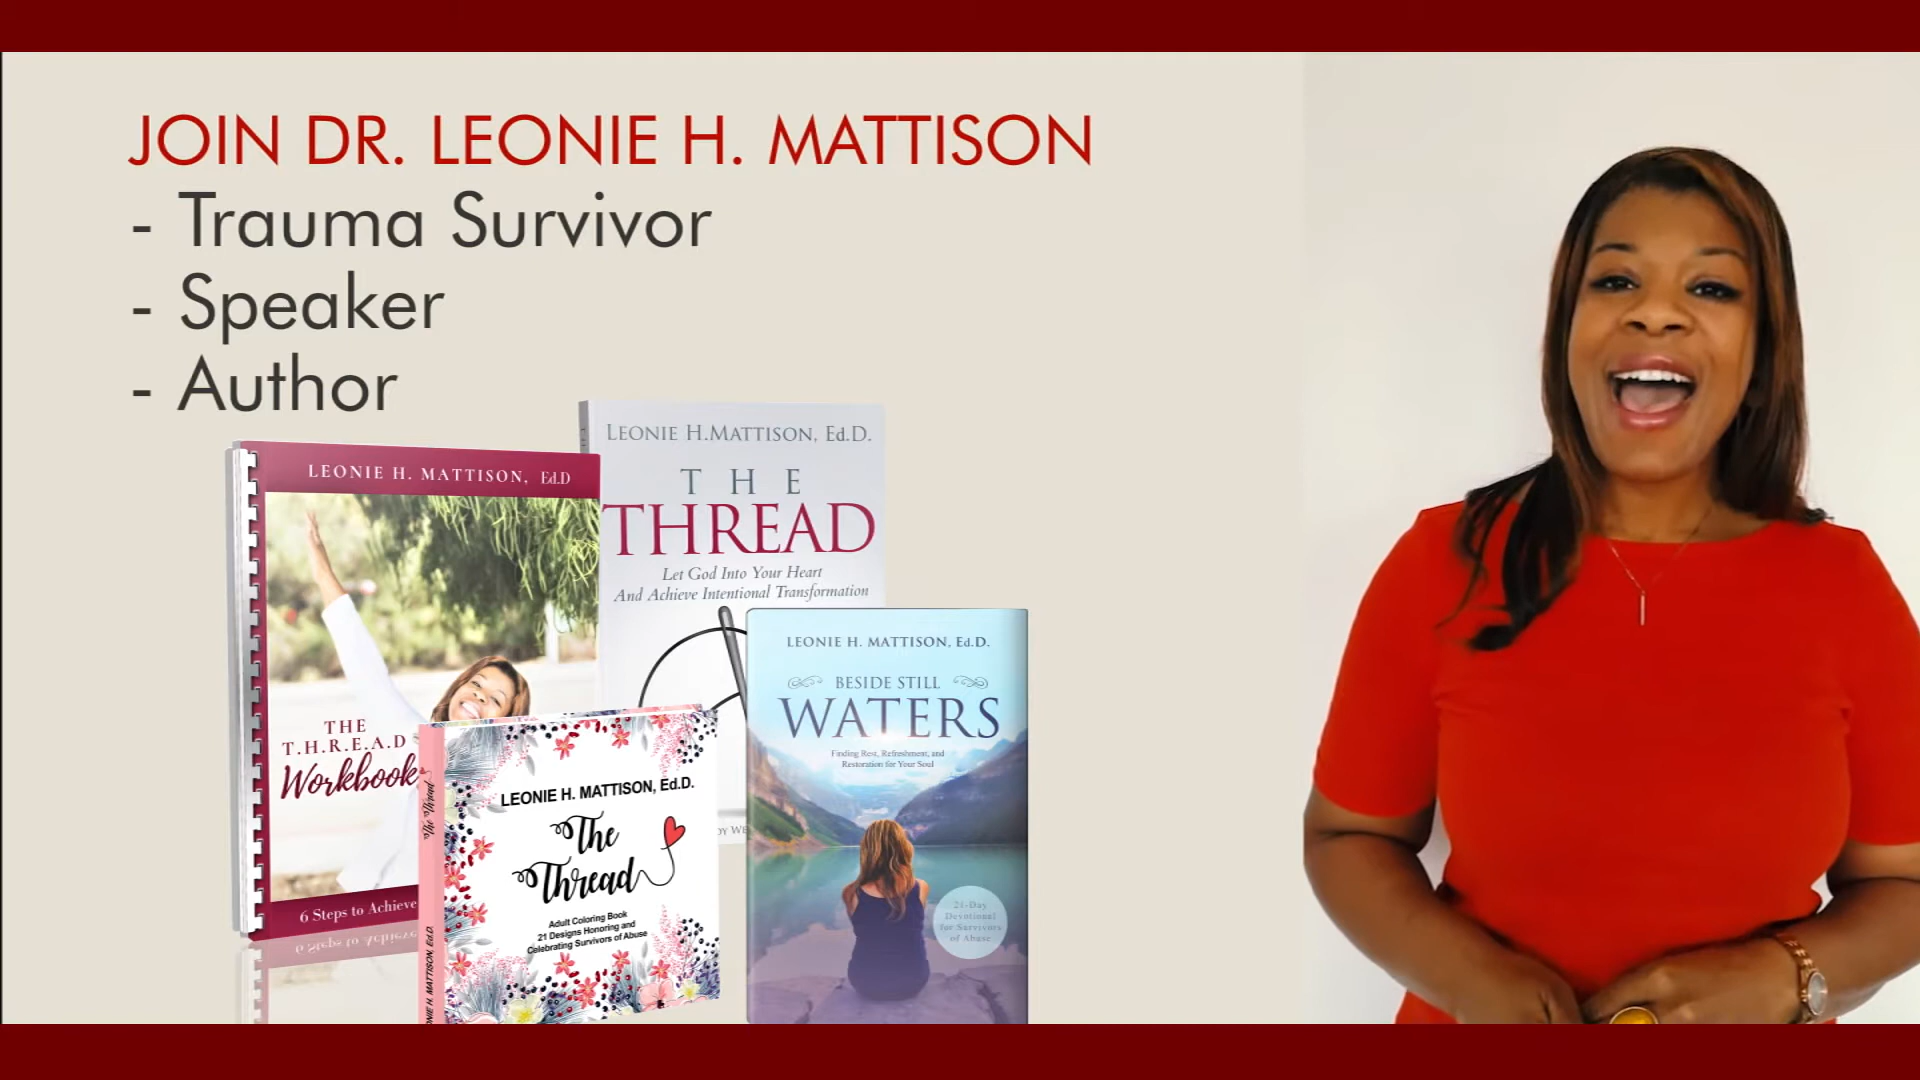 JOIN DR. LEONIE H. MATTISON
- Trauma Survivor
- Speaker
- Author
LEONIE H. MATTISON, Ed.D
THE
T.H.R.E.A.D
Workbook
6 Steps to Achieve
LEONIE H.MATTISON, Ed.D.
THE
THREAD
Let God Into Your Heart
And Achieve Intentional Transformation
LEONIE H. MATTISON, Ed.D.
The
Thread
Adult Coloring Book
21 Designs Honoring and
Celebrating Survivors of Abuse
The Thread
LEONIE H. MATTISON, Ed.D.
BESIDE STILL
WATERS
Finding Rest, Refreshment, and
Restoration for Your Soul
21-Day
Devotional
for Survivors
of Abuse